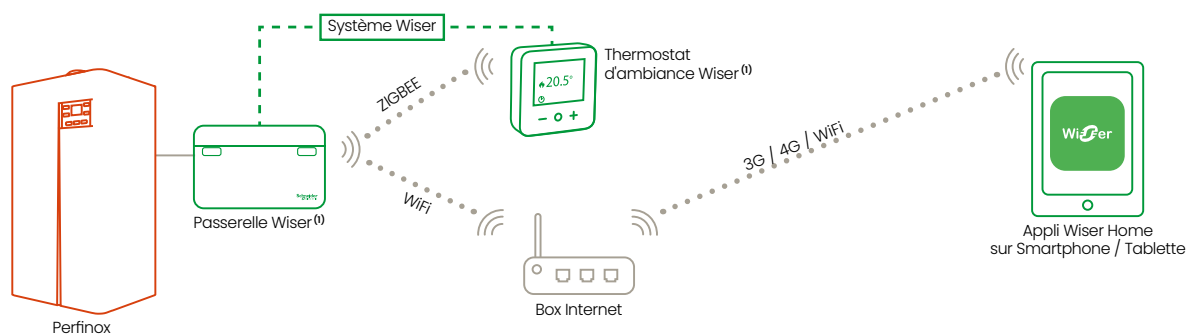 Système Wiser
Thermostat
d'ambiance Wiser(1)
20.5°
ZIGBEE
3G / 4G / WiFi
Wiser
Schneider
WiFi
Passerelle Wiser(1)
Appli Wiser Home
sur Smartphone / Tablette
Box Internet
Perfinox